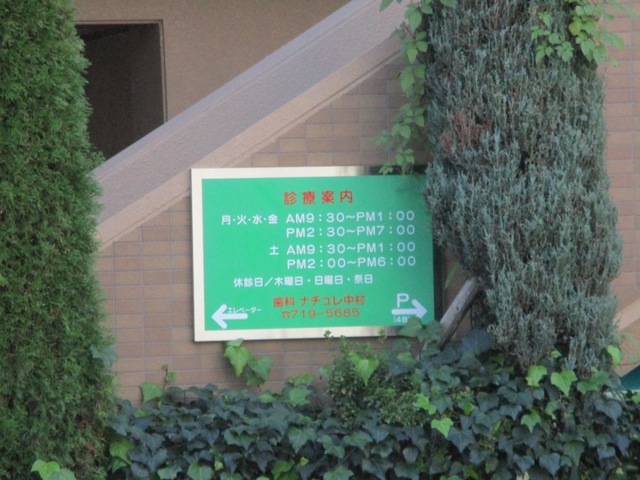 診療案内
月・火・水・金 AM9：30〜PM1：00
PM2：30〜PM7：00
土 AM9：30〜PM1：00
PM2：00〜PM6：00
休診日／木曜日・日曜日・祭日
歯科 ナチュレ中村
☎719-5685
エレベーター
P
(4台)